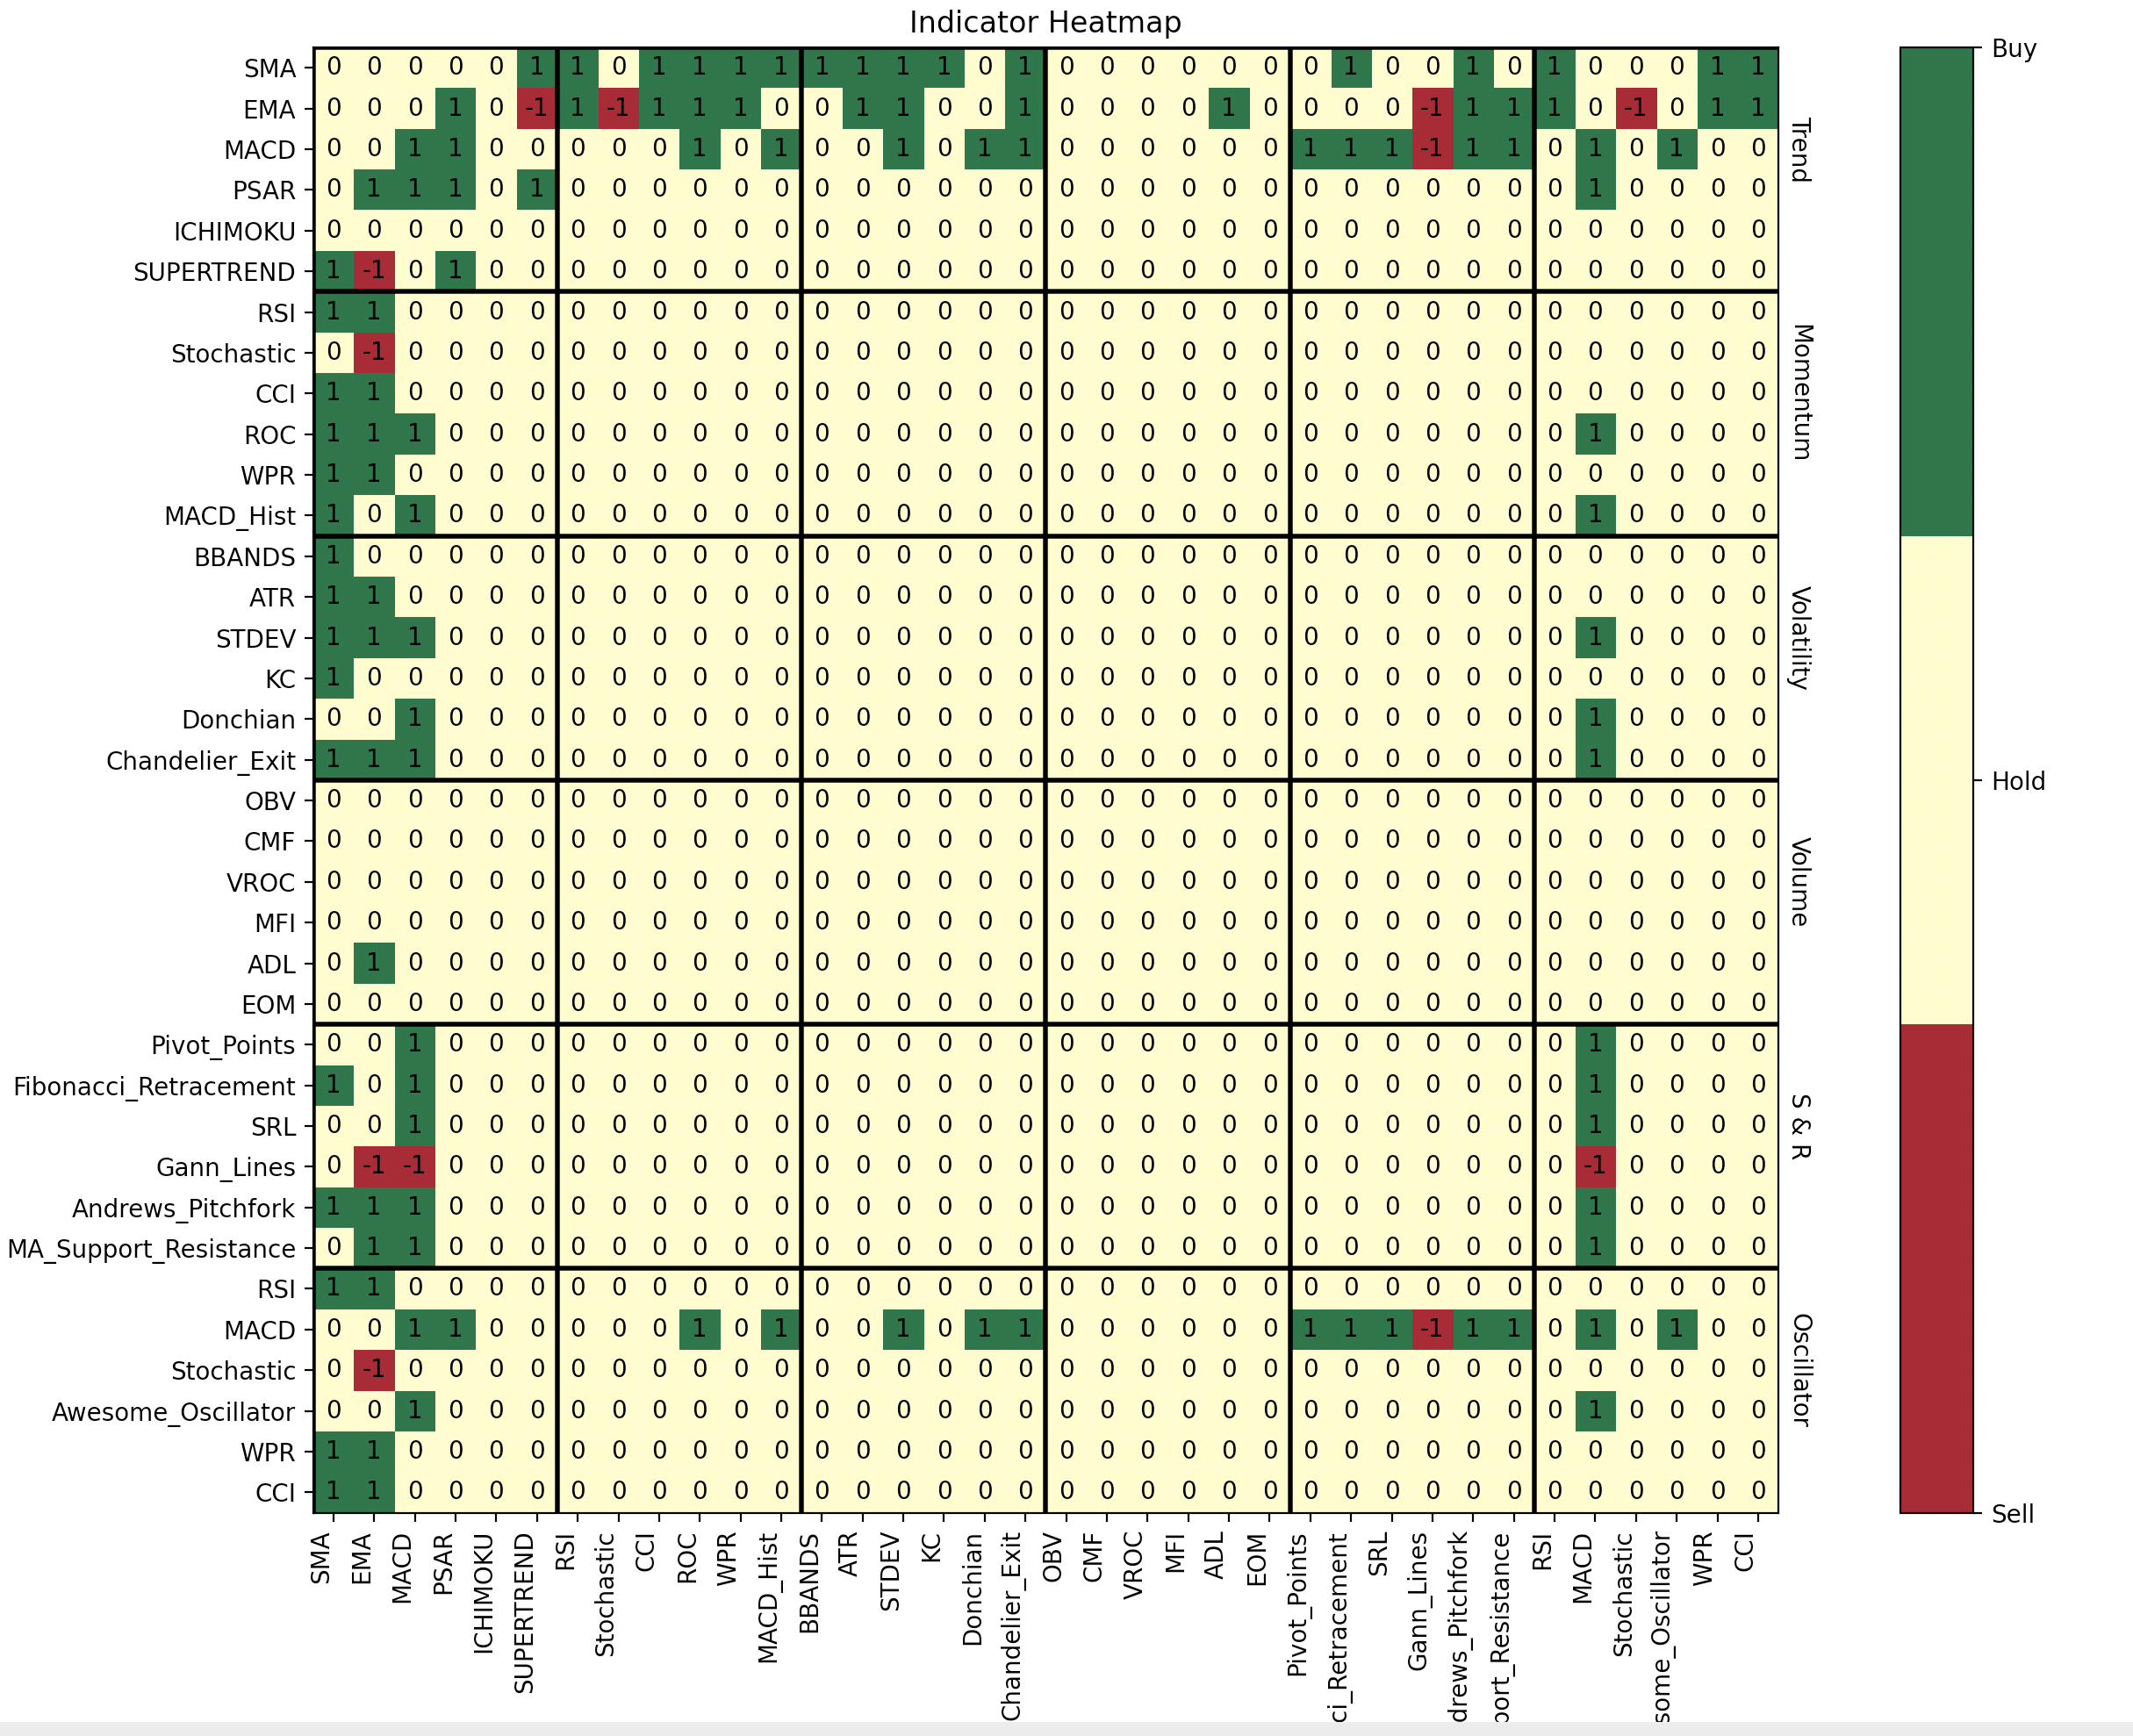 Indicator Heatmap
SMA 0 0 0 0 0 1 1 0 1 1 1 1 1 1 1 1 0 1 0 0 0 0 0 0 0 1 0 0 1 0 1 0 0 0 1 1
EMA 0 0 0 1 0 -1 1 -1 1 1 1 0 0 1 1 0 0 1 0 0 0 0 1 0 0 0 0 -1 1 1 1 0 -1 0 1 1
MACD 0 0 1 1 0 0 0 0 0 1 0 1 0 0 1 0 1 1 0 0 0 0 0 0 1 1 1 -1 1 1 0 1 0 1 0 0
PSAR 0 1 1 1 0 1 0 0 0 0 0 0 0 0 0 0 0 0 0 0 0 0 0 0 0 0 0 0 0 0 0 1 0 0 0 0
ICHIMOKU 0 0 0 0 0 0 0 0 0 0 0 0 0 0 0 0 0 0 0 0 0 0 0 0 0 0 0 0 0 0 0 0 0 0 0 0
SUPERTREND 1 -1 0 1 0 0 0 0 0 0 0 0 0 0 0 0 0 0 0 0 0 0 0 0 0 0 0 0 0 0 0 0 0 0 0 0
Trend
RSI 1 1 0 0 0 0 0 0 0 0 0 0 0 0 0 0 0 0 0 0 0 0 0 0 0 0 0 0 0 0 0 0 0 0 0 0
Stochastic 0 -1 0 0 0 0 0 0 0 0 0 0 0 0 0 0 0 0 0 0 0 0 0 0 0 0 0 0 0 0 0 0 0 0 0 0
CCI 1 1 0 0 0 0 0 0 0 0 0 0 0 0 0 0 0 0 0 0 0 0 0 0 0 0 0 0 0 0 0 0 0 0 0 0
ROC 1 1 1 0 0 0 0 0 0 0 0 0 0 0 0 0 0 0 0 0 0 0 0 0 0 0 0 0 0 0 0 1 0 0 0 0
WPR 1 1 0 0 0 0 0 0 0 0 0 0 0 0 0 0 0 0 0 0 0 0 0 0 0 0 0 0 0 0 0 0 0 0 0 0
MACD_Hist 1 0 1 0 0 0 0 0 0 0 0 0 0 0 0 0 0 0 0 0 0 0 0 0 0 0 0 0 0 0 0 1 0 0 0 0
Momentum
BBANDS 1 0 0 0 0 0 0 0 0 0 0 0 0 0 0 0 0 0 0 0 0 0 0 0 0 0 0 0 0 0 0 0 0 0 0 0
ATR 1 1 0 0 0 0 0 0 0 0 0 0 0 0 0 0 0 0 0 0 0 0 0 0 0 0 0 0 0 0 0 0 0 0 0 0
STDEV 1 1 1 0 0 0 0 0 0 0 0 0 0 0 0 0 0 0 0 0 0 0 0 0 0 0 0 0 0 0 0 1 0 0 0 0
KC 1 0 0 0 0 0 0 0 0 0 0 0 0 0 0 0 0 0 0 0 0 0 0 0 0 0 0 0 0 0 0 0 0 0 0 0
Donchian 0 0 1 0 0 0 0 0 0 0 0 0 0 0 0 0 0 0 0 0 0 0 0 0 0 0 0 0 0 0 0 1 0 0 0 0
Chandelier_Exit 1 1 1 0 0 0 0 0 0 0 0 0 0 0 0 0 0 0 0 0 0 0 0 0 0 0 0 0 0 0 0 1 0 0 0 0
Volatility
OBV 0 0 0 0 0 0 0 0 0 0 0 0 0 0 0 0 0 0 0 0 0 0 0 0 0 0 0 0 0 0 0 0 0 0 0 0
CMF 0 0 0 0 0 0 0 0 0 0 0 0 0 0 0 0 0 0 0 0 0 0 0 0 0 0 0 0 0 0 0 0 0 0 0 0
VROC 0 0 0 0 0 0 0 0 0 0 0 0 0 0 0 0 0 0 0 0 0 0 0 0 0 0 0 0 0 0 0 0 0 0 0 0
MFI 0 0 0 0 0 0 0 0 0 0 0 0 0 0 0 0 0 0 0 0 0 0 0 0 0 0 0 0 0 0 0 0 0 0 0 0
ADL 0 1 0 0 0 0 0 0 0 0 0 0 0 0 0 0 0 0 0 0 0 0 0 0 0 0 0 0 0 0 0 0 0 0 0 0
EOM 0 0 0 0 0 0 0 0 0 0 0 0 0 0 0 0 0 0 0 0 0 0 0 0 0 0 0 0 0 0 0 0 0 0 0 0
Volume
Pivot_Points 0 0 1 0 0 0 0 0 0 0 0 0 0 0 0 0 0 0 0 0 0 0 0 0 0 0 0 0 0 0 0 1 0 0 0 0
Fibonacci_Retracement 1 0 1 0 0 0 0 0 0 0 0 0 0 0 0 0 0 0 0 0 0 0 0 0 0 0 0 0 0 0 0 1 0 0 0 0
SRL 0 0 1 0 0 0 0 0 0 0 0 0 0 0 0 0 0 0 0 0 0 0 0 0 0 0 0 0 0 0 0 1 0 0 0 0
Gann_Lines 0 -1 -1 0 0 0 0 0 0 0 0 0 0 0 0 0 0 0 0 0 0 0 0 0 0 0 0 0 0 0 0 -1 0 0 0 0
Andrews_Pitchfork 1 1 1 0 0 0 0 0 0 0 0 0 0 0 0 0 0 0 0 0 0 0 0 0 0 0 0 0 0 0 0 1 0 0 0 0
MA_Support_Resistance 0 1 1 0 0 0 0 0 0 0 0 0 0 0 0 0 0 0 0 0 0 0 0 0 0 0 0 0 0 0 0 1 0 0 0 0
S & R
RSI 1 1 0 0 0 0 0 0 0 0 0 0 0 0 0 0 0 0 0 0 0 0 0 0 0 0 0 0 0 0 0 0 0 0 0 0
MACD 0 0 1 1 0 0 0 0 0 1 0 1 0 0 1 0 1 1 0 0 0 0 0 0 1 1 1 -1 1 1 0 1 0 1 0 0
Stochastic 0 -1 0 0 0 0 0 0 0 0 0 0 0 0 0 0 0 0 0 0 0 0 0 0 0 0 0 0 0 0 0 0 0 0 0 0
Awesome_Oscillator 0 0 1 0 0 0 0 0 0 0 0 0 0 0 0 0 0 0 0 0 0 0 0 0 0 0 0 0 0 0 0 1 0 0 0 0
WPR 1 1 0 0 0 0 0 0 0 0 0 0 0 0 0 0 0 0 0 0 0 0 0 0 0 0 0 0 0 0 0 0 0 0 0 0
CCI 1 1 0 0 0 0 0 0 0 0 0 0 0 0 0 0 0 0 0 0 0 0 0 0 0 0 0 0 0 0 0 0 0 0 0 0
Oscillator
SMA
EMA
MACD
PSAR
ICHIMOKU
SUPERTREND
RSI
Stochastic
CCI
ROC
WPR
MACD_Hist
BBANDS
ATR
STDEV
KC
Donchian
Chandelier_Exit
OBV
CMF
VROC
MFI
ADL
EOM
Pivot_Points
ci_Retracement
SRL
Gann_Lines
drews_Pitchfork
port_Resistance
RSI
MACD
Stochastic
some_Oscillator
WPR
CCI
Buy
Hold
Sell